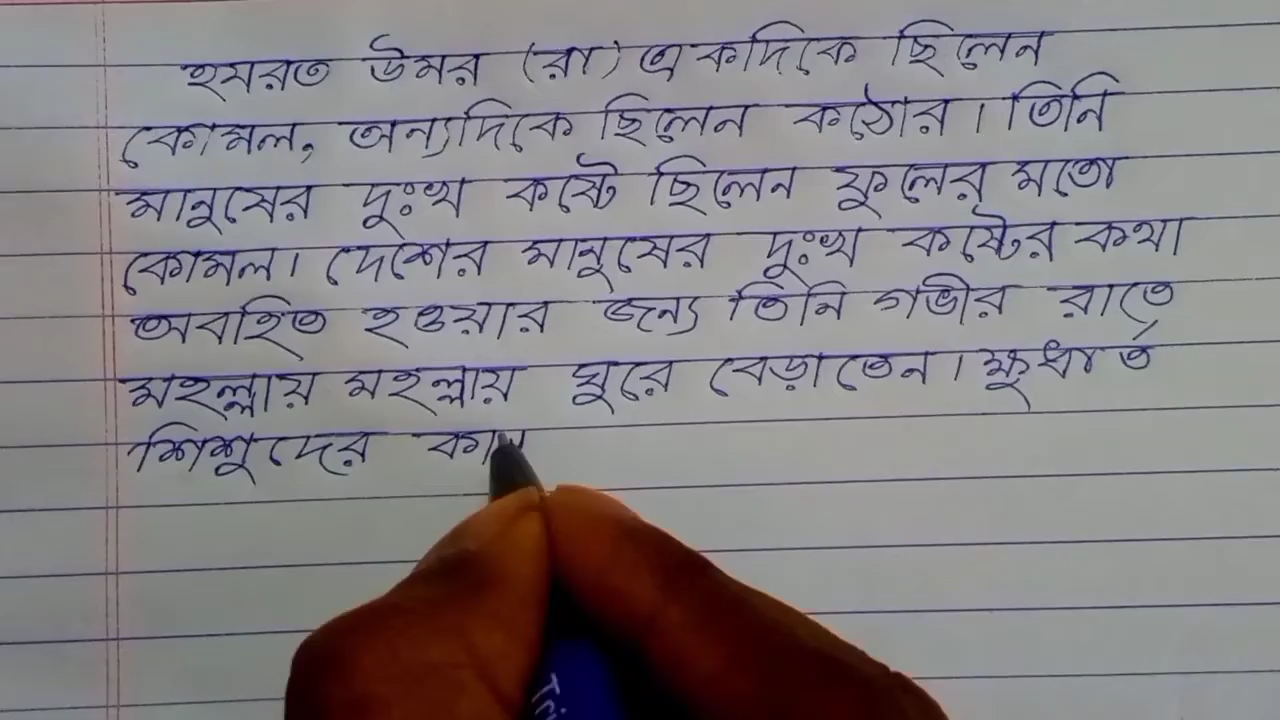 হযরত উমর (রা) একদিকে ছিলেন
কোমল, অন্যদিকে ছিলেন কঠোর। তিনি
মানুষের দুঃখ কষ্টে ছিলেন ফুলের মতো
কোমল। দেশের মানুষের দুঃখ কষ্টের কথা
অবহিত হওয়ার জন্য তিনি গভীর রাতে
মহল্লায় মহল্লায় ঘুরে বেড়াতেন। ক্ষুধার্ত
শিশুদের